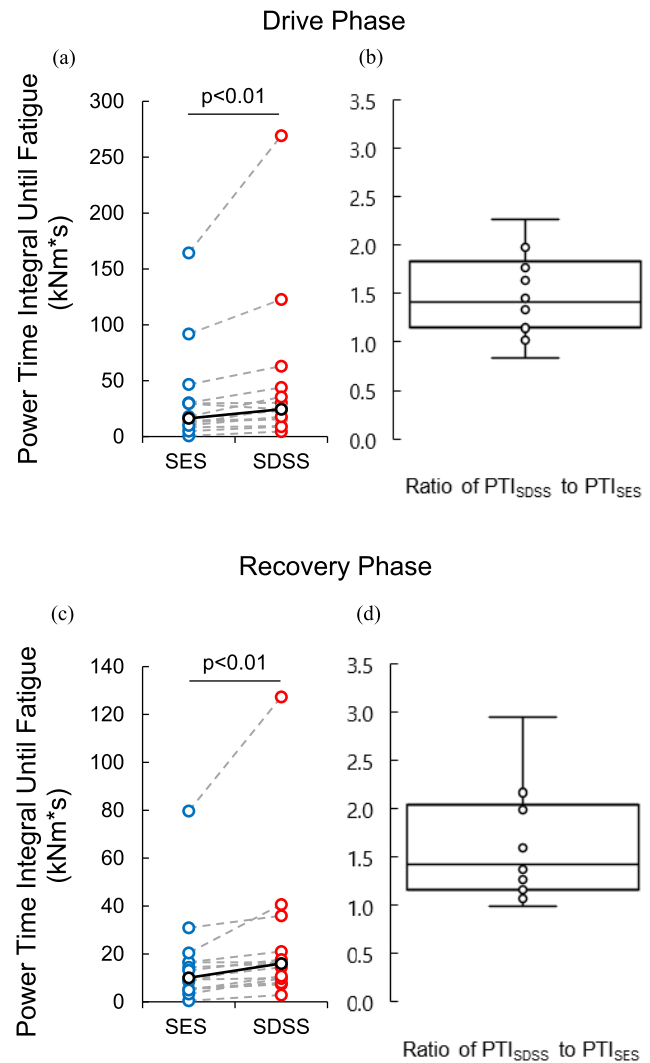 Drive Phase
(a)
(b)
Power Time Integral Until Fatigue
(kNm*s)
300
250
200
150
100
50
0
p<0.01
SES
SDSS
3.5
3.0
2.5
2.0
1.5
1.0
0.5
0.0
Ratio of PTI_SDSS to PTI_SES
Recovery Phase
(c)
(d)
Power Time Integral Until Fatigue
(kNm*s)
140
120
100
80
60
40
20
0
p<0.01
SES
SDSS
3.5
3.0
2.5
2.0
1.5
1.0
0.5
0.0
Ratio of PTI_SDSS to PTI_SES